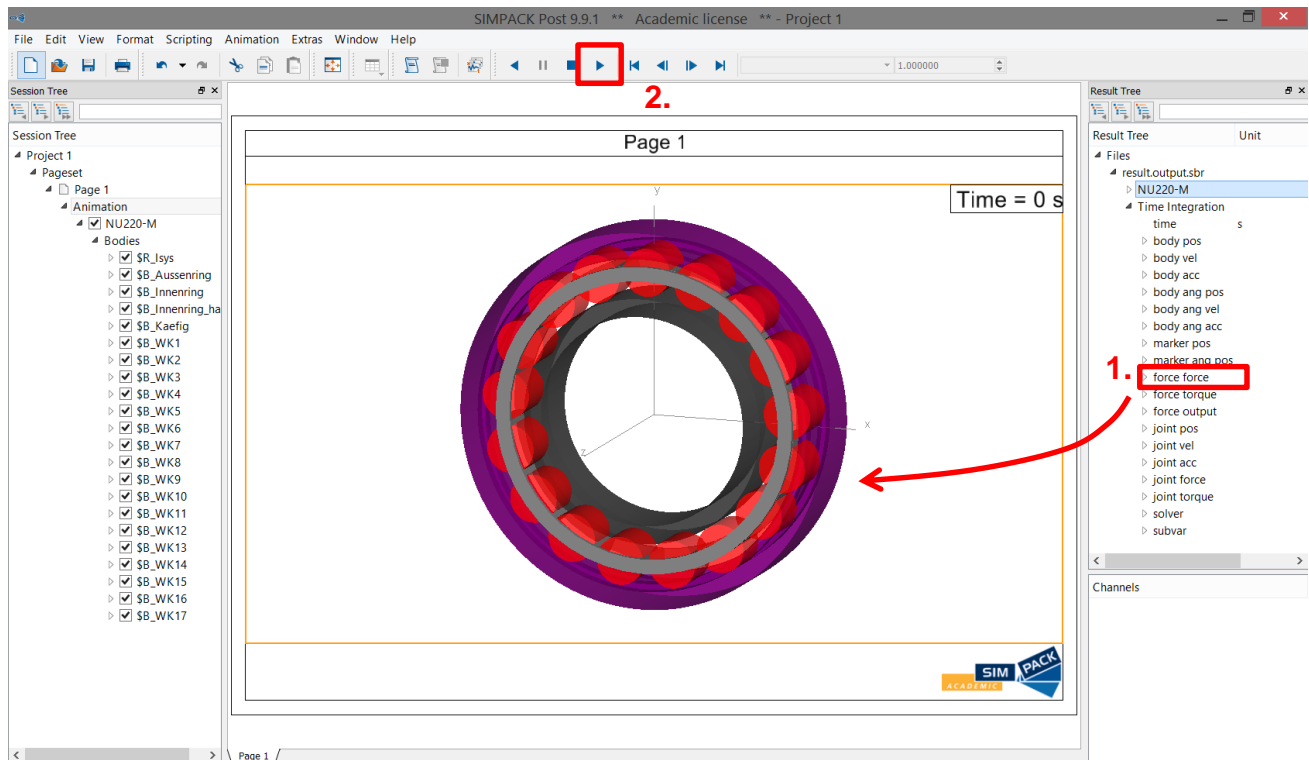 SIMPACK Post 9.9.1 ** Academic license ** - Project 1
File Edit View Format Scripting Animation Extras Window Help
1.000000
2.
Session Tree
Session Tree
Project 1
Pageset
Page 1
Animation
NU220-M
Bodies
$R_Isys
$B_Aussenring
$B_Innenring
$B_Innenring_ha
$B_Kaefig
$B_WK1
$B_WK2
$B_WK3
$B_WK4
$B_WK5
$B_WK6
$B_WK7
$B_WK8
$B_WK9
$B_WK10
$B_WK11
$B_WK12
$B_WK13
$B_WK14
$B_WK15
$B_WK16
$B_WK17
Page 1
Time = 0 s
y
x
z
SIMPACK
ACADEMIC
Page 1
Result Tree
Result Tree Unit
Files
result.output.sbr
NU220-M
Time Integration
time s
body pos
body vel
body acc
body ang pos
body ang vel
body ang acc
marker pos
marker ang pos
1. force force
force torque
force output
joint pos
joint vel
joint acc
joint force
joint torque
solver
subvar
Channels